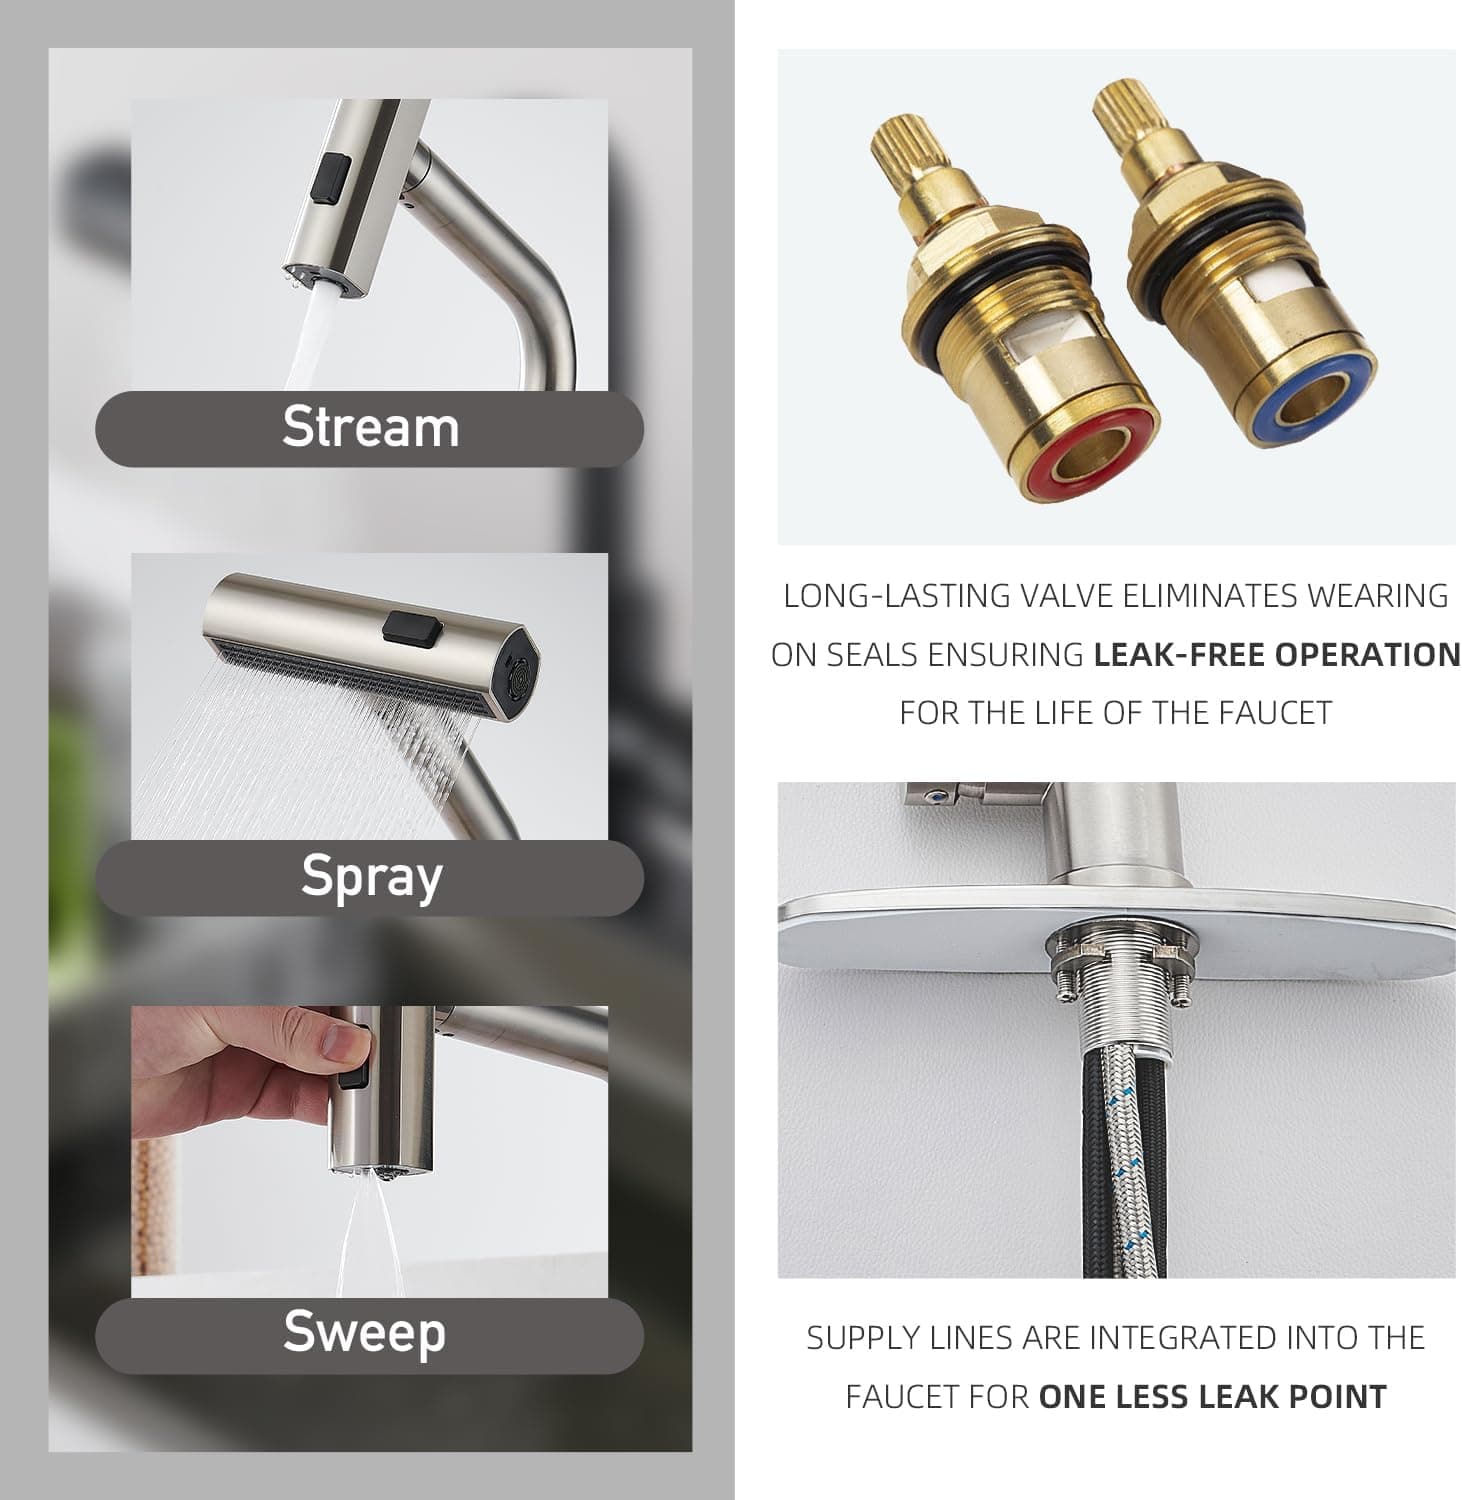 Stream
Spray
Sweep
LONG-LASTING VALVE ELIMINATES WEARING
ON SEALS ENSURING LEAK-FREE OPERATION
FOR THE LIFE OF THE FAUCET
SUPPLY LINES ARE INTEGRATED INTO THE
FAUCET FOR ONE LESS LEAK POINT